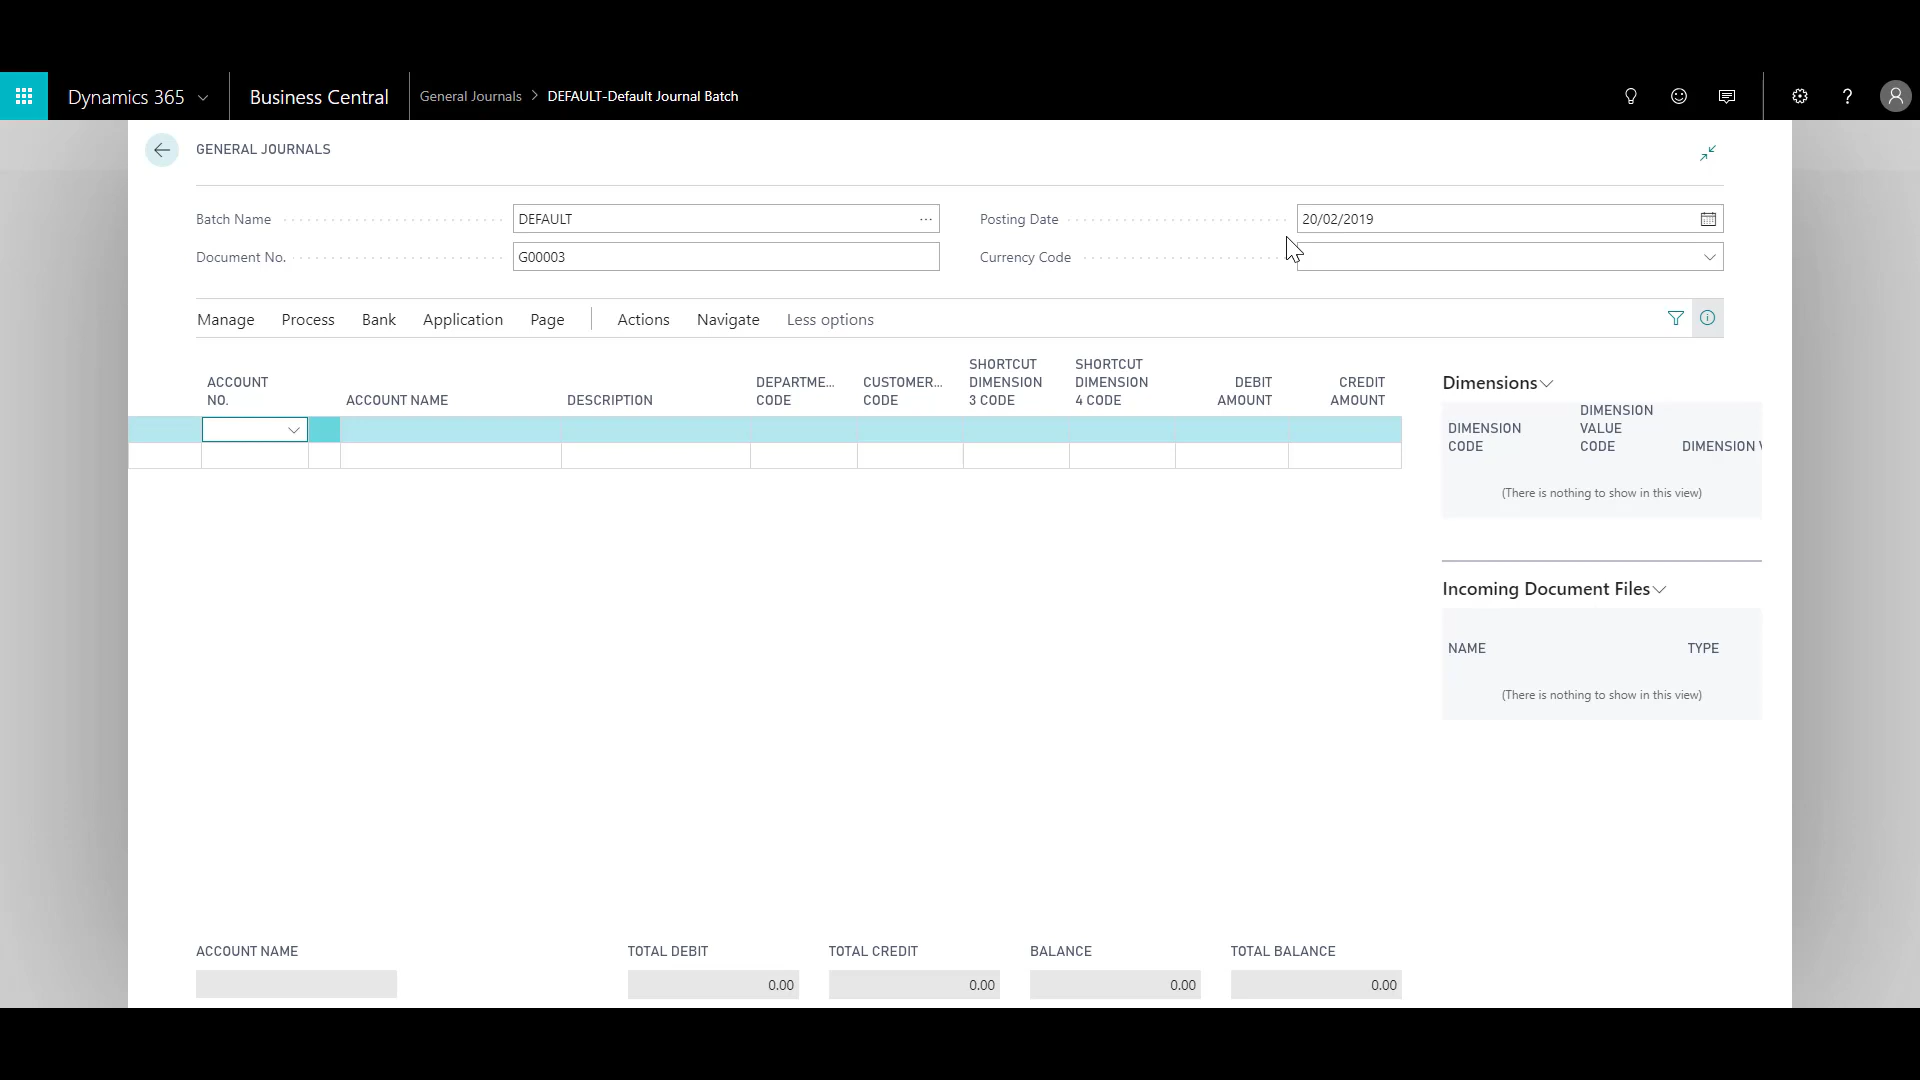 Dynamics 365
Business Central
General Journals > DEFAULT-Default Journal Batch
GENERAL JOURNALS
Batch Name
DEFAULT
Posting Date
20/02/2019
Document No.
G00003
Currency Code
Manage
Process
Bank
Application
Page
Actions
Navigate
Less options
ACCOUNT
NO.
ACCOUNT NAME
DESCRIPTION
DEPARTME...
CODE
CUSTOMER...
CODE
SHORTCUT
DIMENSION
3 CODE
SHORTCUT
DIMENSION
4 CODE
DEBIT
AMOUNT
CREDIT
AMOUNT
Dimensions
DIMENSION
CODE
DIMENSION
VALUE
CODE
DIMENSION
(There is nothing to show in this view)
Incoming Document Files
NAME
TYPE
(There is nothing to show in this view)
ACCOUNT NAME
TOTAL DEBIT
TOTAL CREDIT
BALANCE
TOTAL BALANCE
0.00
0.00
0.00
0.00